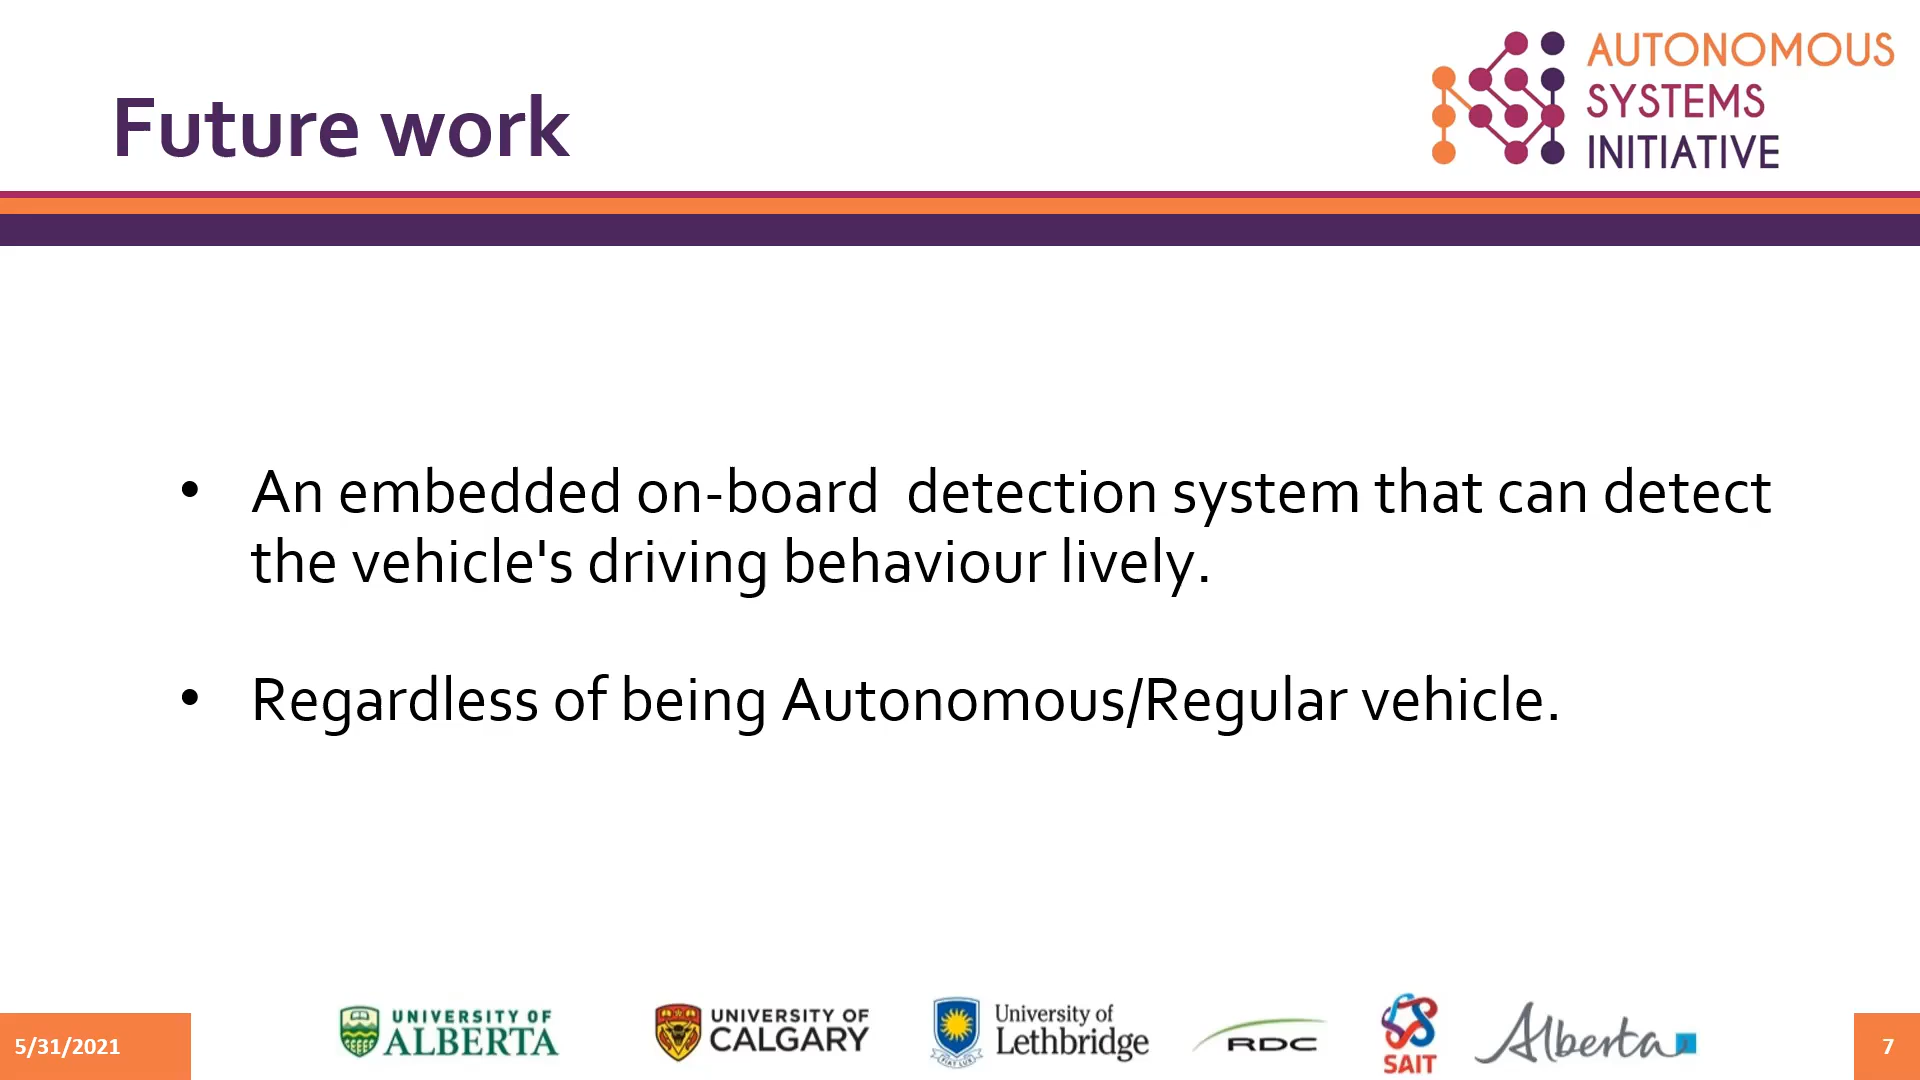 Future work
AUTONOMOUS
SYSTEMS
INITIATIVE
• An embedded on-board  detection system that can detect
the vehicle's driving behaviour lively.
• Regardless of being Autonomous/Regular vehicle.
5/31/2021
UNIVERSITY OF
ALBERTA
UNIVERSITY OF
CALGARY
University of
Lethbridge
FIAT LUX
RDC
SAIT
Alberta
7